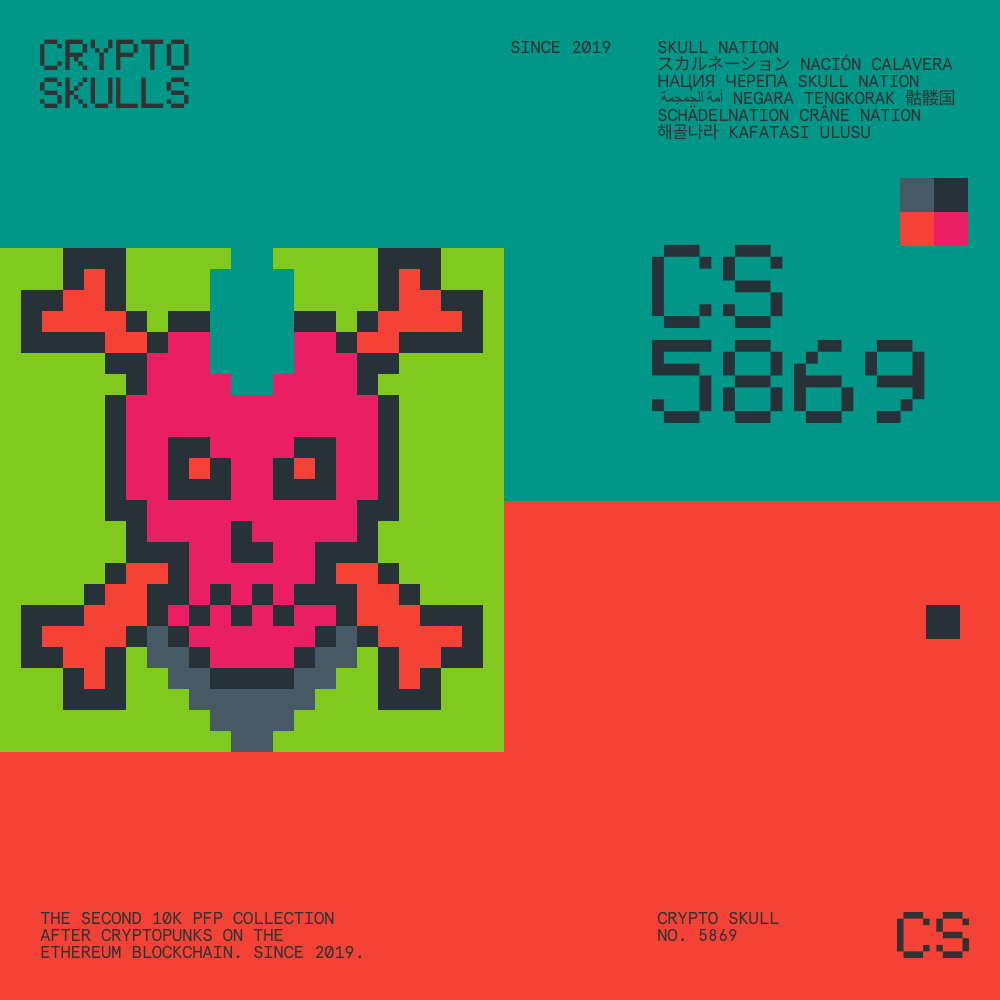 CRYPTO
SKULLS
SINCE 2019
SKULL NATION
スカルネーション NACIÓN CALAVERA
НАЦИЯ ЧЕРЕПА SKULL NATION
أمة الجمجمة NEGARA TENGKORAK 骷髅国
SCHÄDELNATION CRÂNE NATION
해골나라 KAFATASI ULUSU
CS
5869
THE SECOND 10K PFP COLLECTION
AFTER CRYPTOPUNKS ON THE
ETHEREUM BLOCKCHAIN. SINCE 2019.
CRYPTO SKULL
NO. 5869
CS